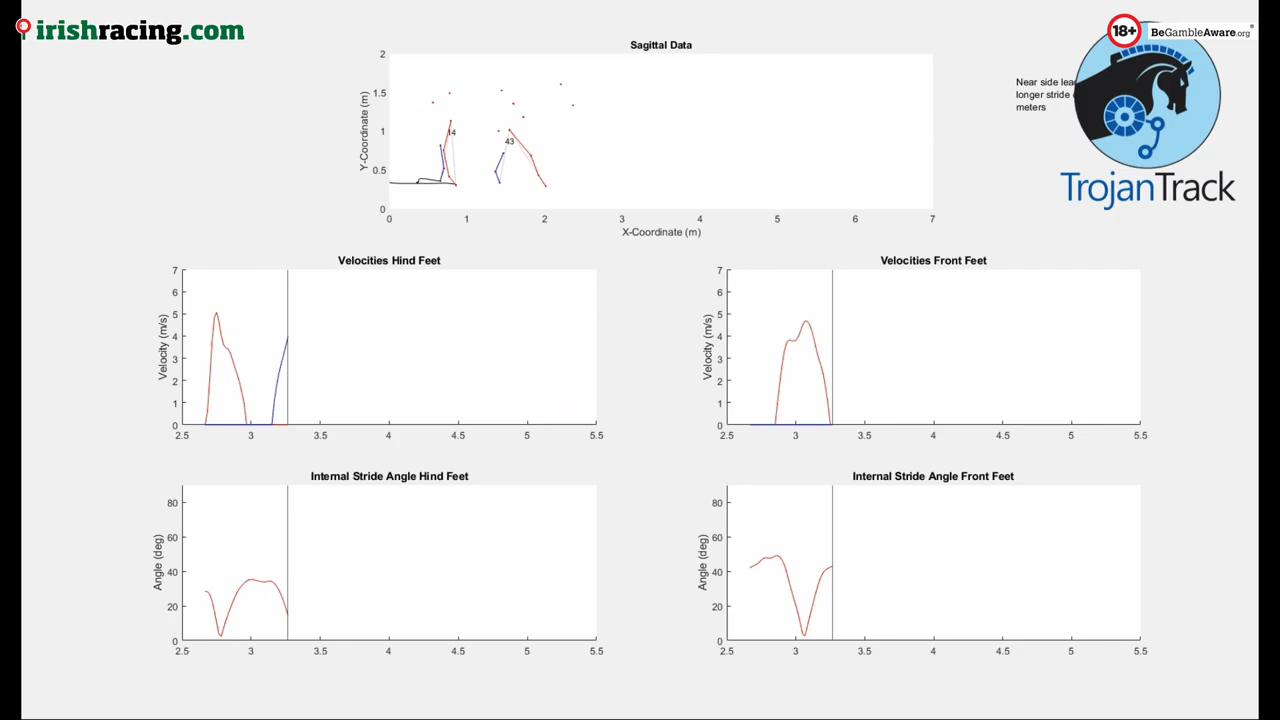 irishracing.com
18+
BeGambleAware.org®
Near side lea
longer stride
meters
TrojanTrack
Sagittal Data
Y-Coordinate (m)
2
1.5
1
0.5
0
14
43
0 1 2 3 4 5 6 7
X-Coordinate (m)
Velocities Hind Feet
Velocity (m/s)
7
6
5
4
3
2
1
0
2.5 3 3.5 4 4.5 5 5.5
Velocities Front Feet
Velocity (m/s)
7
6
5
4
3
2
1
0
2.5 3 3.5 4 4.5 5 5.5
Internal Stride Angle Hind Feet
Angle (deg)
80
60
40
20
0
2.5 3 3.5 4 4.5 5 5.5
Internal Stride Angle Front Feet
Angle (deg)
80
60
40
20
0
2.5 3 3.5 4 4.5 5 5.5